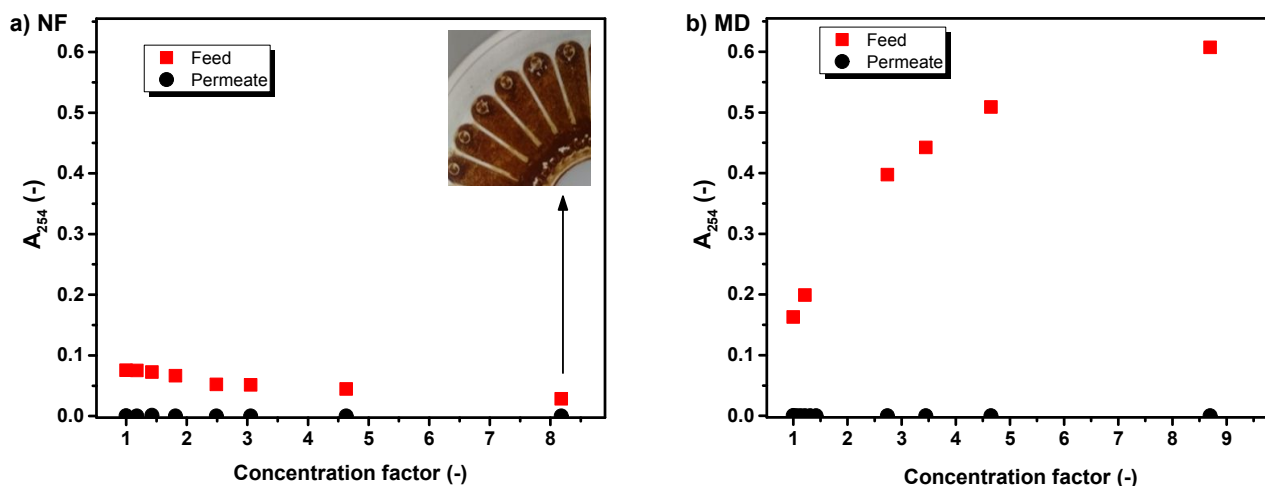 a) NF
Feed
Permeate
0.6
0.5
0.4
0.3
0.2
0.1
0.0
A254 (-)
1 2 3 4 5 6 7 8
Concentration factor (-)
b) MD
Feed
Permeate
0.6
0.5
0.4
0.3
0.2
0.1
0.0
A254 (-)
1 2 3 4 5 6 7 8 9
Concentration factor (-)